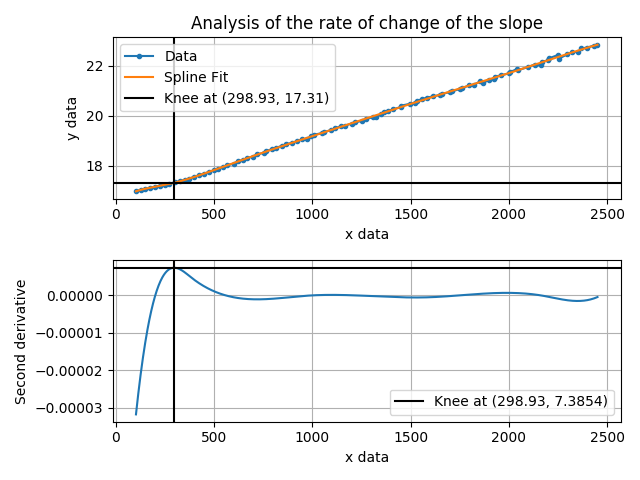 Analysis of the rate of change of the slope
Data
Spline Fit
Knee at (298.93, 17.31)
y data
22
20
18
0 500 1000 1500 2000 2500
x data
Second derivative
0.00000
−0.00001
−0.00002
−0.00003
Knee at (298.93, 7.3854)
0 500 1000 1500 2000 2500
x data